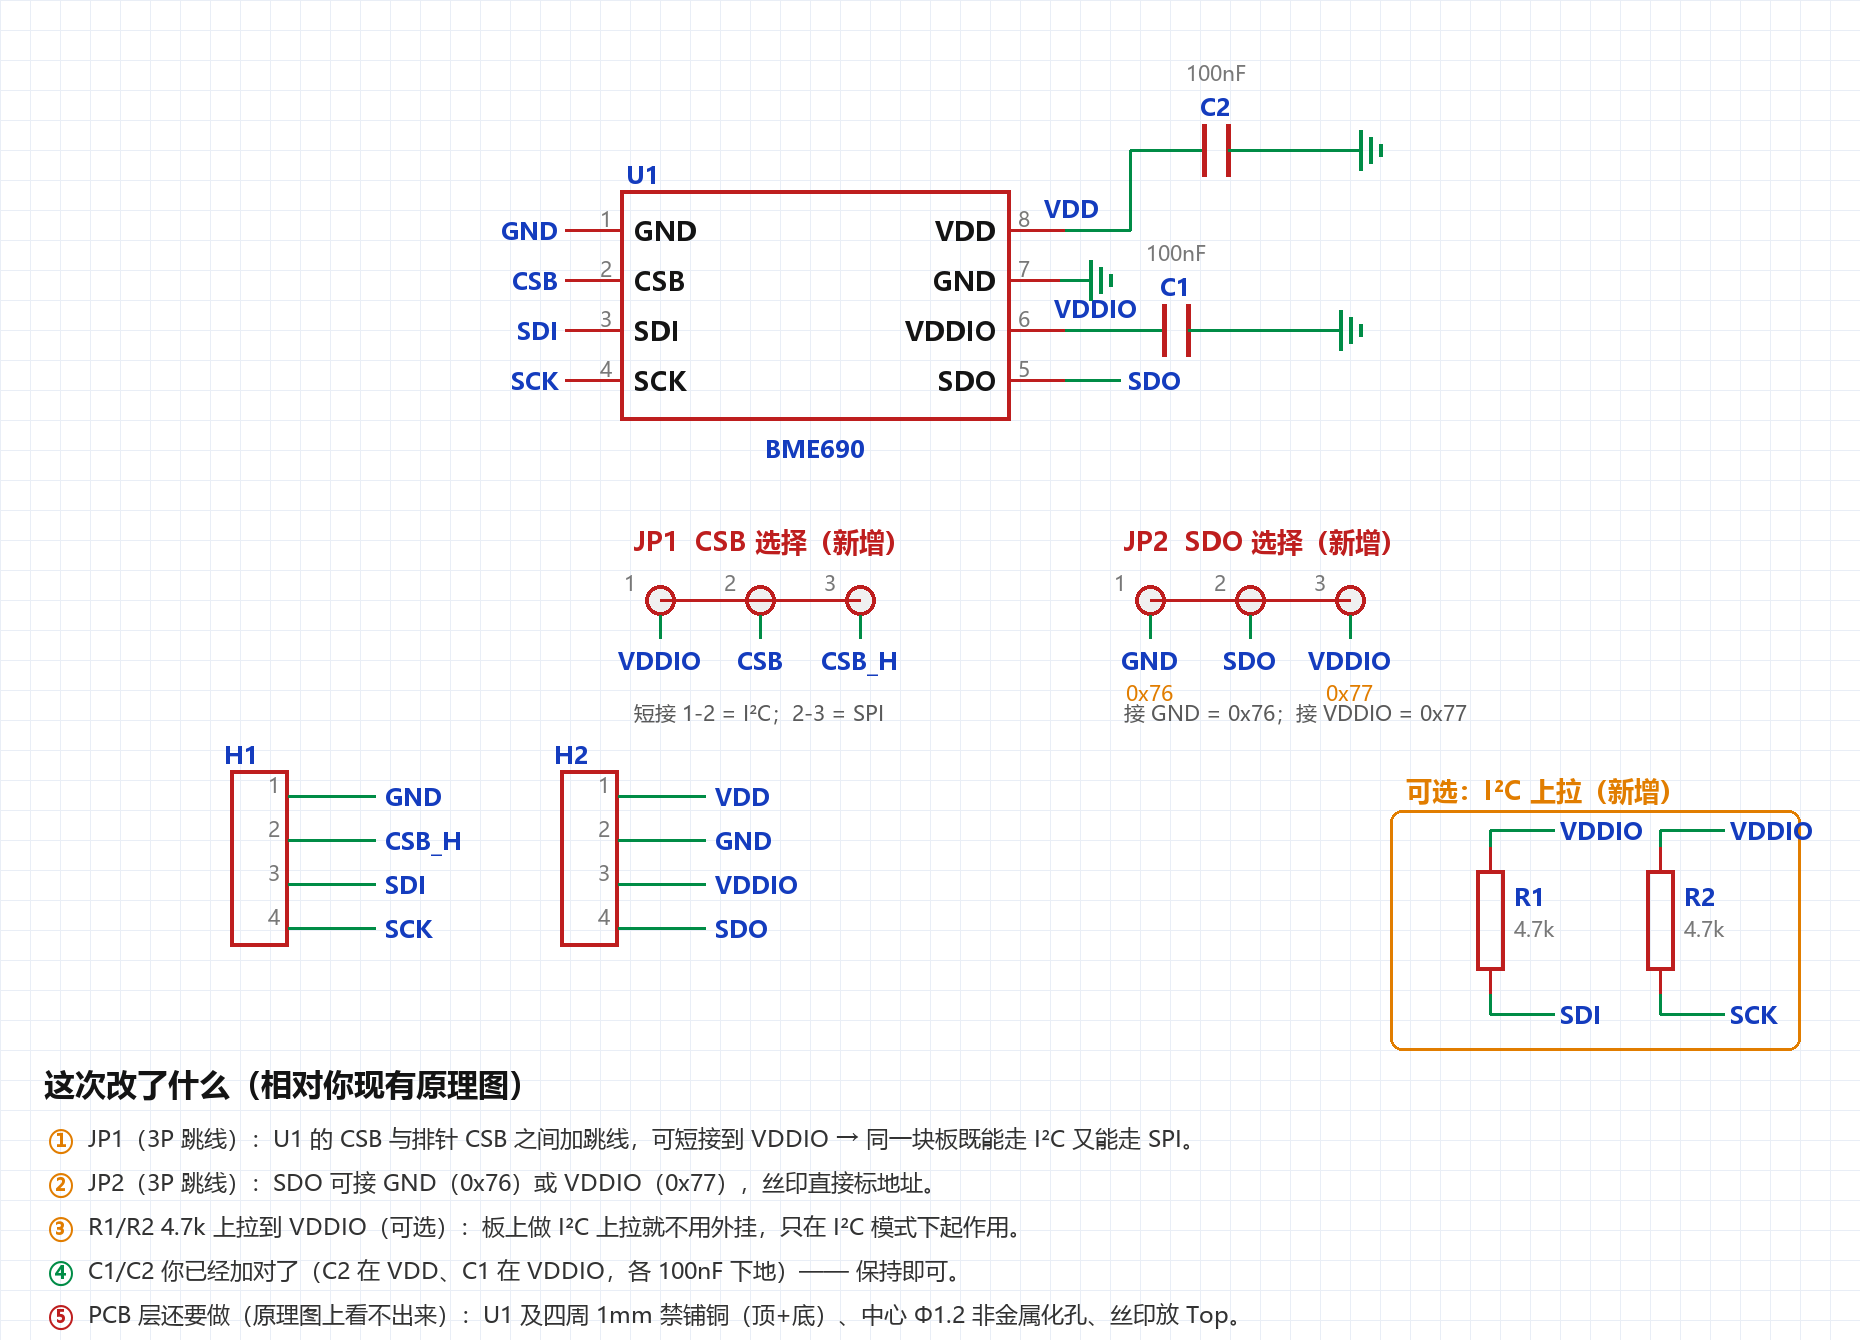 100nF
C2
U1
GND 1 GND
CSB 2 CSB
SDI 3 SDI
SCK 4 SCK
VDD 8 VDD
GND 7
VDDIO 6 VDDIO
100nF
C1
SDO 5 SDO
BME690
JP1 CSB 选择（新增）
1 2 3
VDDIO CSB CSB_H
短接 1-2 = I²C；2-3 = SPI
JP2 SDO 选择（新增）
1 2 3
GND SDO VDDIO
0x76 0x77
接 GND = 0x76；接 VDDIO = 0x77
H1
1 GND
2 CSB_H
3 SDI
4 SCK
H2
1 VDD
2 GND
3 VDDIO
4 SDO
可选：I²C 上拉（新增）
VDDIO VDDIO
R1 R2
4.7k 4.7k
SDI SCK
这次改了什么（相对你现有原理图）
① JP1（3P 跳线）：U1 的 CSB 与排针 CSB 之间加跳线，可短接到 VDDIO → 同一块板既能走 I²C 又能走 SPI。
② JP2（3P 跳线）：SDO 可接 GND（0x76）或 VDDIO（0x77），丝印直接标地址。
③ R1/R2 4.7k 上拉到 VDDIO（可选）：板上做 I²C 上拉就不用外挂，只在 I²C 模式下起作用。
④ C1/C2 你已经加对了（C2 在 VDD、C1 在 VDDIO，各 100nF 下地）—— 保持即可。
⑤ PCB 层还要做（原理图上看不出来）：U1 及四周 1mm 禁铺铜（顶+底）、中心 Φ1.2 非金属化孔、丝印放 Top。